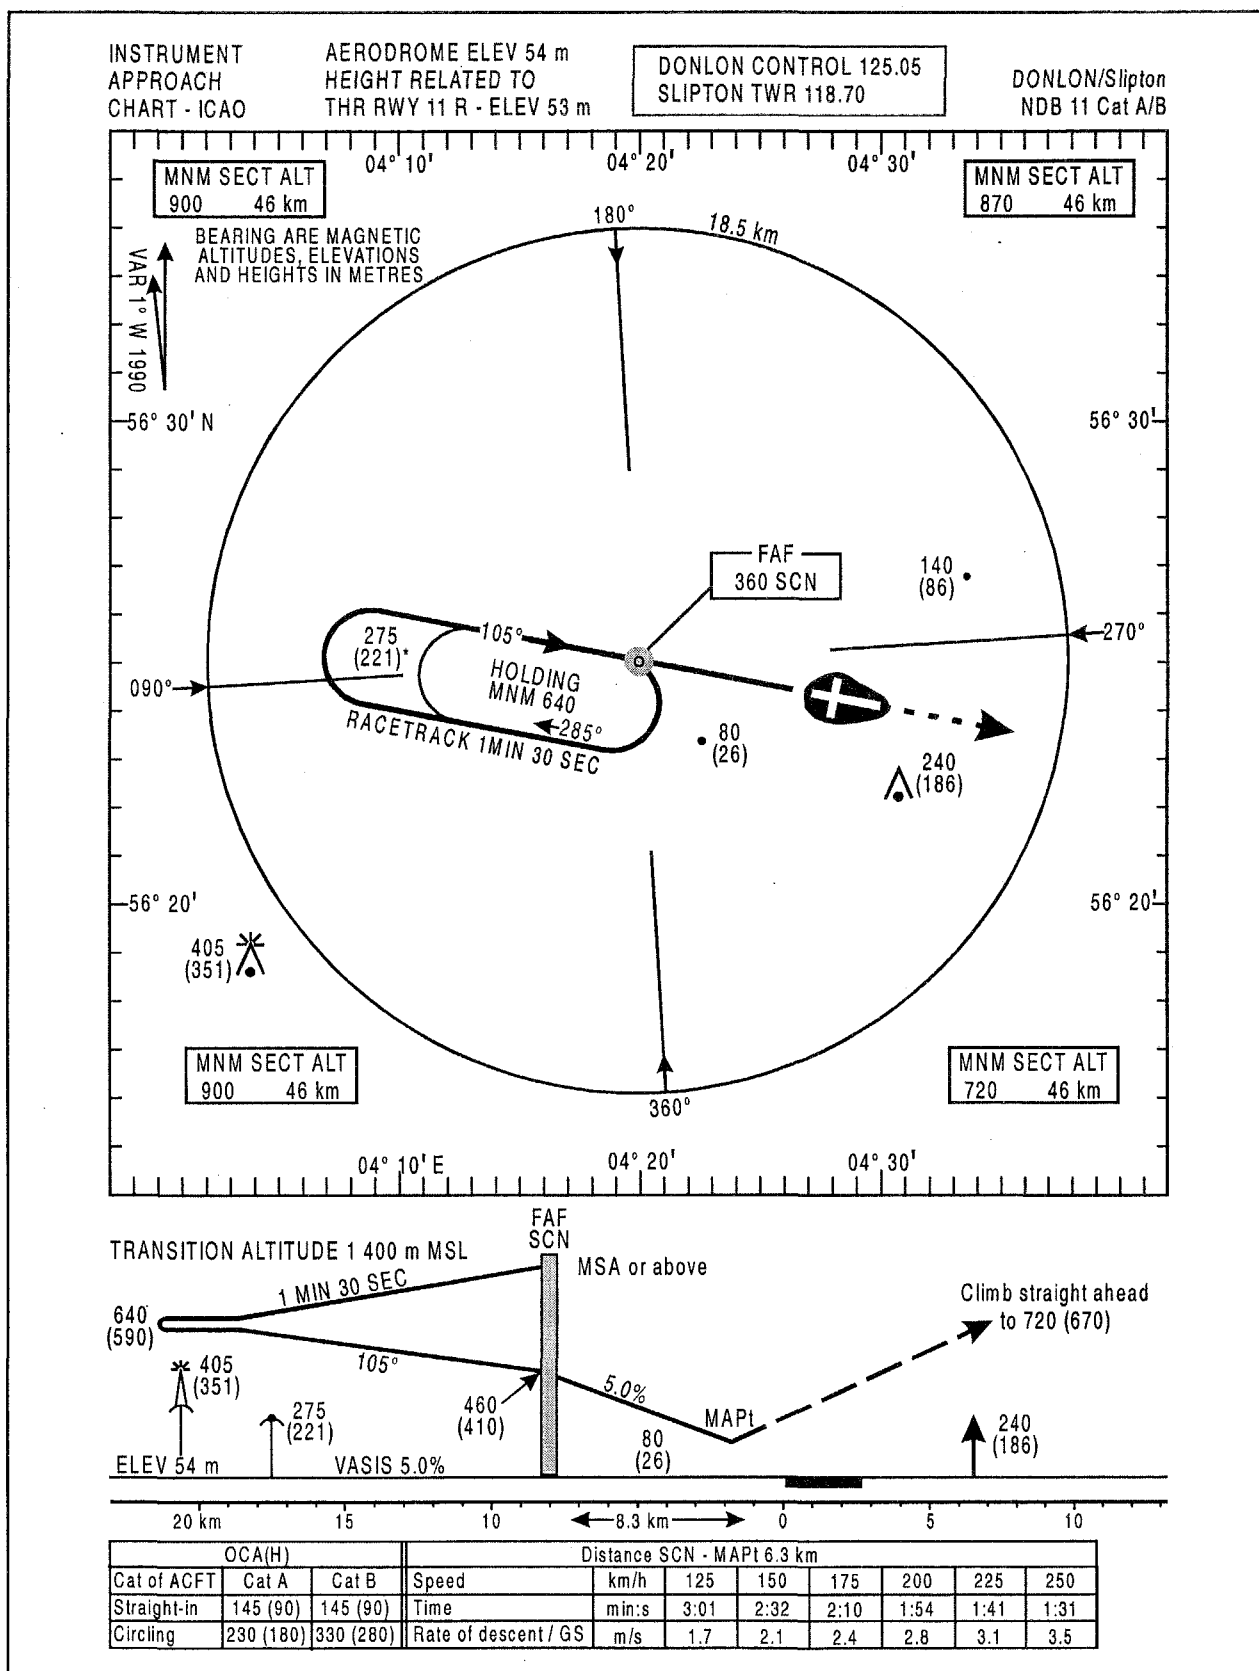 INSTRUMENT
APPROACH
CHART - ICAO
AERODROME ELEV 54 m
HEIGHT RELATED TO
THR RWY 11 R - ELEV 53 m
DONLON CONTROL 125.05
SLIPTON TWR 118.70
DONLON/Slipton
NDB 11 Cat A/B
04° 10'
04° 20'
04° 30'
MNM SECT ALT
900 46 km
MNM SECT ALT
870 46 km
BEARING ARE MAGNETIC
ALTITUDES, ELEVATIONS
AND HEIGHTS IN METRES
VAR 1° W 1990
180°
18.5 km
56° 30' N
56° 30'
FAF
360 SCN
140
(86)
105°
275
(221)*
HOLDING
MNM 640
285°
RACETRACK 1MIN 30 SEC
090°
270°
80
(26)
240
(186)
56° 20'
56° 20'
405
(351)
MNM SECT ALT
900 46 km
MNM SECT ALT
720 46 km
360°
04° 10' E
04° 20'
04° 30'
FAF
SCN
TRANSITION ALTITUDE 1 400 m MSL
MSA or above
1 MIN 30 SEC
Climb straight ahead
to 720 (670)
640
(590)
405
(351)
105°
275
(221)
460
(410)
5.0%
MAPt
80
(26)
240
(186)
ELEV 54 m
VASIS 5.0%
20 km 15 10 8.3 km 0 5 10
OCA(H) Distance SCN - MAPt 6.3 km
Cat of ACFT Cat A Cat B Speed km/h 125 150 175 200 225 250
Straight-in 145 (90) 145 (90) Time min:s 3:01 2:32 2:10 1:54 1:41 1:31
Circling 230 (180) 330 (280) Rate of descent / GS m/s 1.7 2.1 2.4 2.8 3.1 3.5